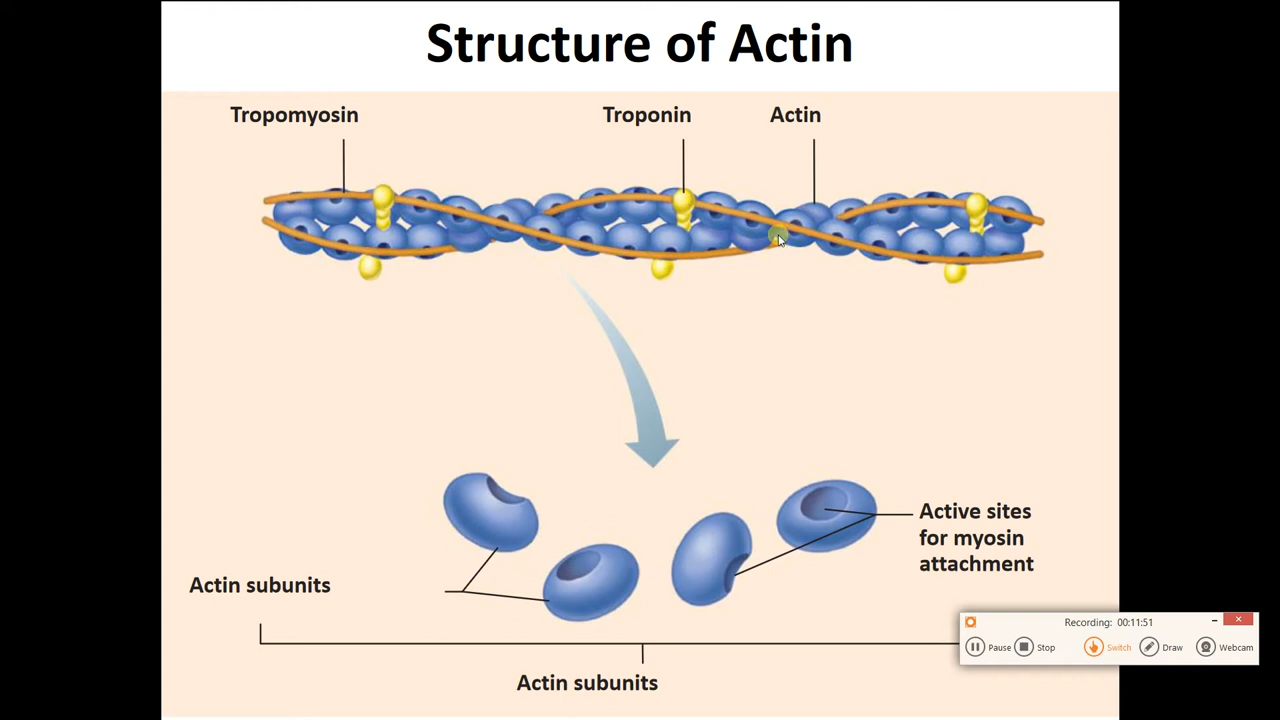 Structure of Actin
Tropomyosin
Troponin
Actin
Active sites
for myosin
attachment
Actin subunits
Recording: 00:11:51
Pause
Stop
Switch
Draw
Webcam
Actin subunits